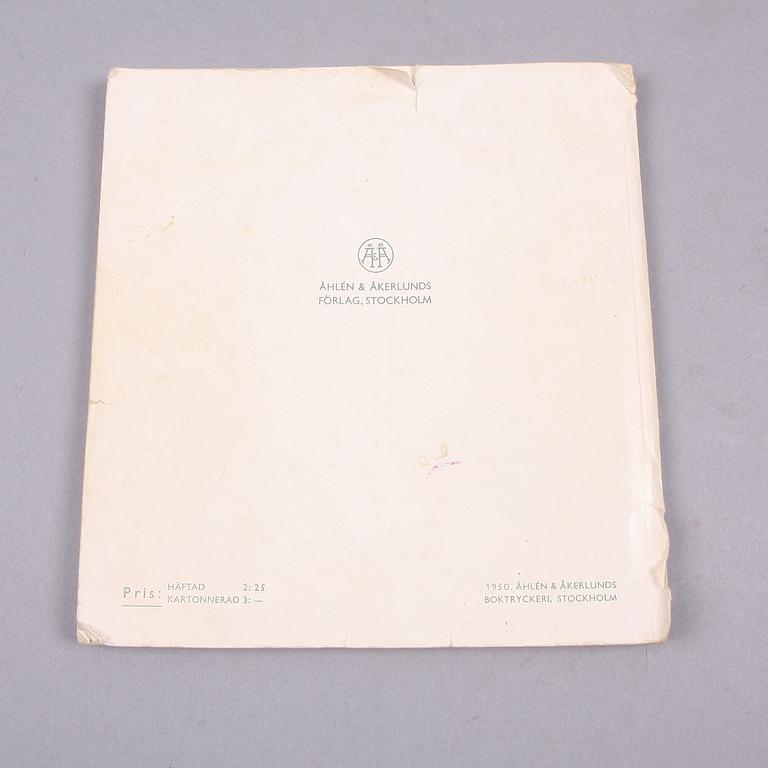 Å&Å
ÅHLÉN & ÅKERLUNDS
FÖRLAG, STOCKHOLM
Pris: HÄFTAD 2:25
KARTONNERAD 3:—
1950. ÅHLÉN & ÅKERLUNDS
BOKTRYCKERI, STOCKHOLM